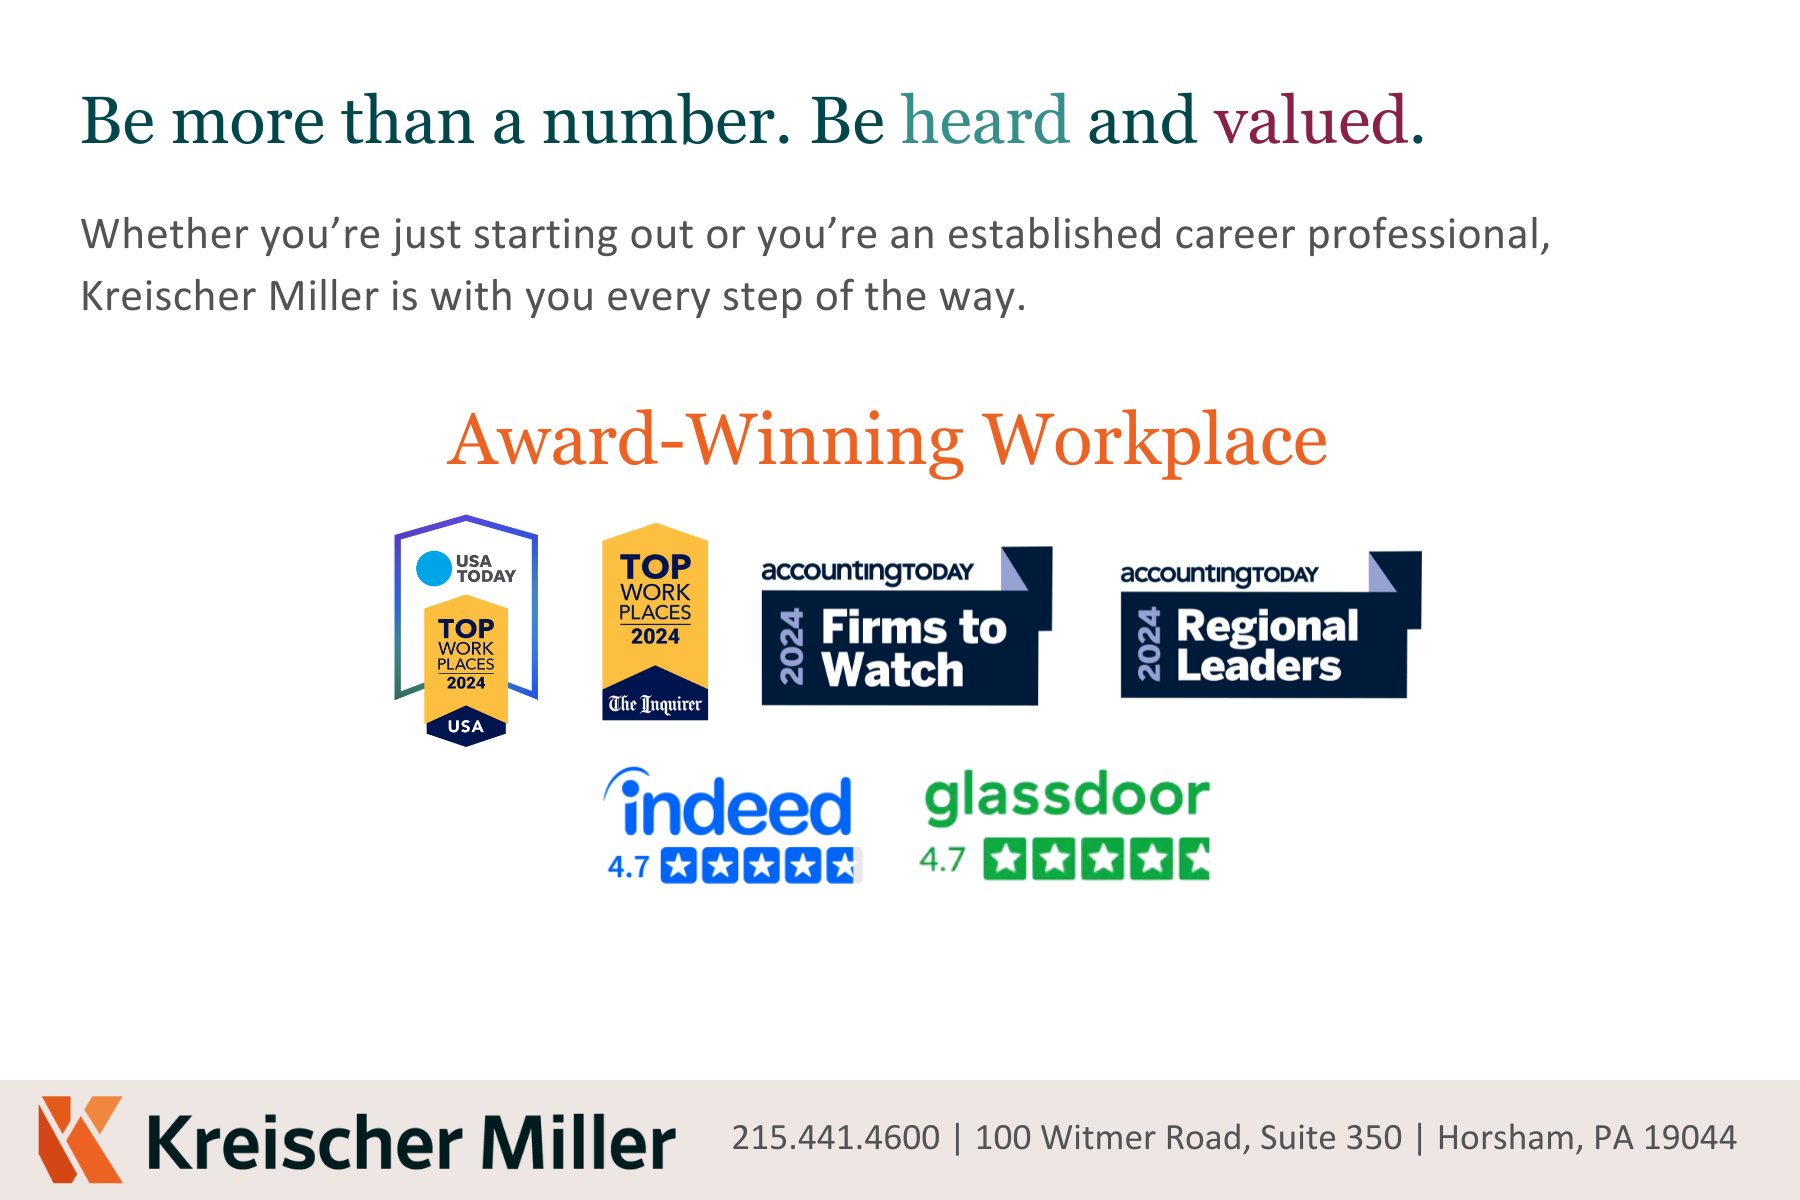 Be more than a number. Be heard and valued.
Whether you’re just starting out or you’re an established career professional,
Kreischer Miller is with you every step of the way.
Award-Winning Workplace
USA
TODAY
TOP
WORK
PLACES
2024
USA
TOP
WORK
PLACES
2024
The Inquirer
accountingTODAY
2024
Firms to
Watch
accountingTODAY
2024
Regional
Leaders
indeed
4.7
glassdoor
4.7
Kreischer Miller
215.441.4600 | 100 Witmer Road, Suite 350 | Horsham, PA 19044